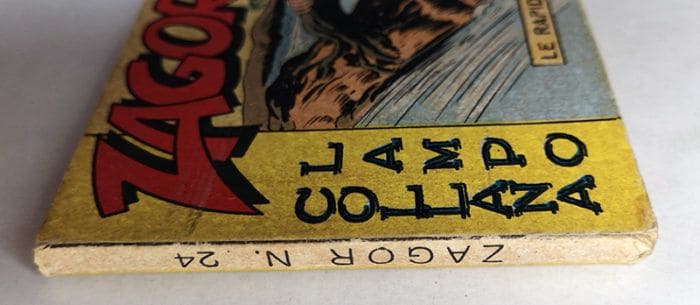 ZAGOR
LE RAPID
COLLANA
LAMPO
ZAGOR N. 24